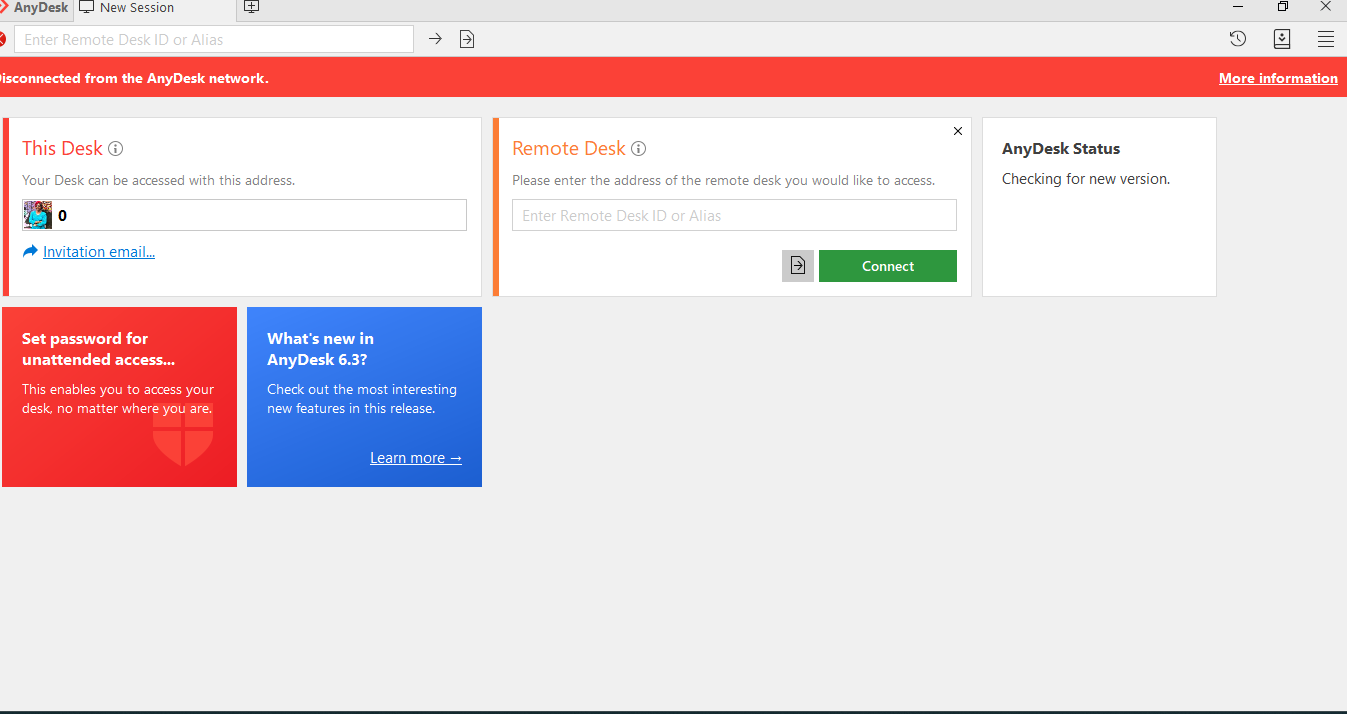 AnyDesk
New Session
Enter Remote Desk ID or Alias
isconnected from the AnyDesk network.
More information
This Desk
Your Desk can be accessed with this address.
0
Invitation email...
Remote Desk
Please enter the address of the remote desk you would like to access.
Enter Remote Desk ID or Alias
Connect
AnyDesk Status
Checking for new version.
Set password for
unattended access...
This enables you to access your
desk, no matter where you are.
What's new in
AnyDesk 6.3?
Check out the most interesting
new features in this release.
Learn more →